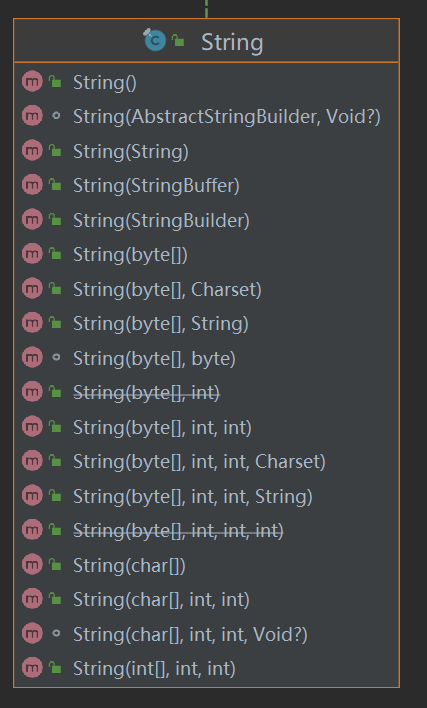 String
String()
String(AbstractStringBuilder, Void?)
String(String)
String(StringBuffer)
String(StringBuilder)
String(byte[])
String(byte[], Charset)
String(byte[], String)
String(byte[], byte)
String(byte[], int)
String(byte[], int, int)
String(byte[], int, int, Charset)
String(byte[], int, int, String)
String(byte[], int, int, int)
String(char[])
String(char[], int, int)
String(char[], int, int, Void?)
String(int[], int, int)